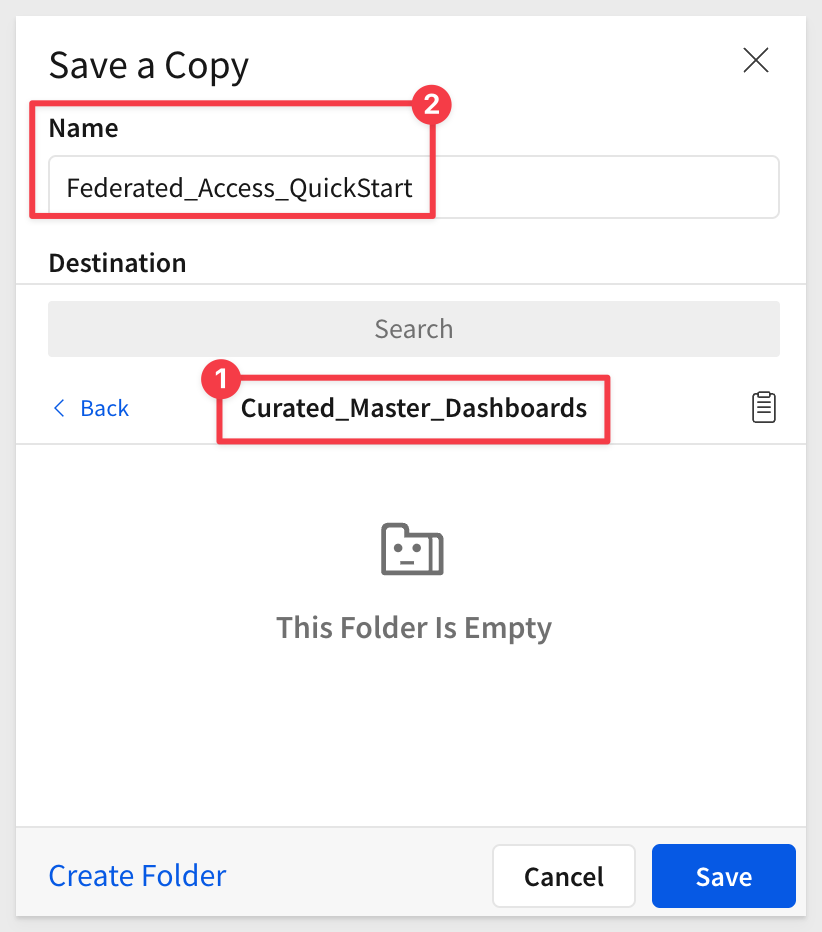 Save a Copy
2
Name
Federated_Access_QuickStart
Destination
Search
1
Back
Curated_Master_Dashboards
This Folder Is Empty
Create Folder
Cancel
Save